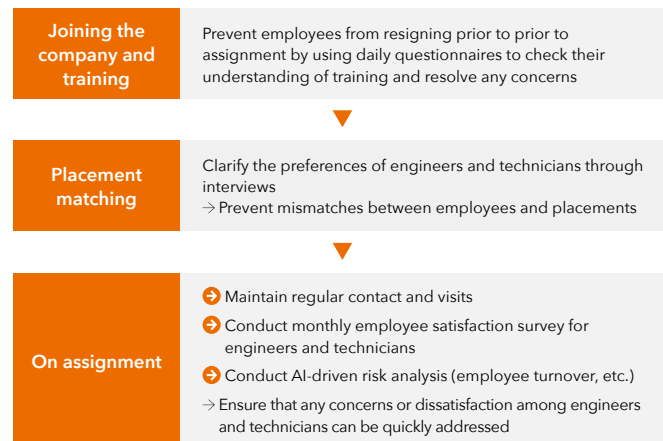 Joining the
company and
training
Prevent employees from resigning prior to prior to
assignment by using daily questionnaires to check their
understanding of training and resolve any concerns
Placement
matching
Clarify the preferences of engineers and technicians through
interviews
→ Prevent mismatches between employees and placements
On assignment
Maintain regular contact and visits
Conduct monthly employee satisfaction survey for
engineers and technicians
Conduct AI-driven risk analysis (employee turnover, etc.)
→ Ensure that any concerns or dissatisfaction among engineers
and technicians can be quickly addressed